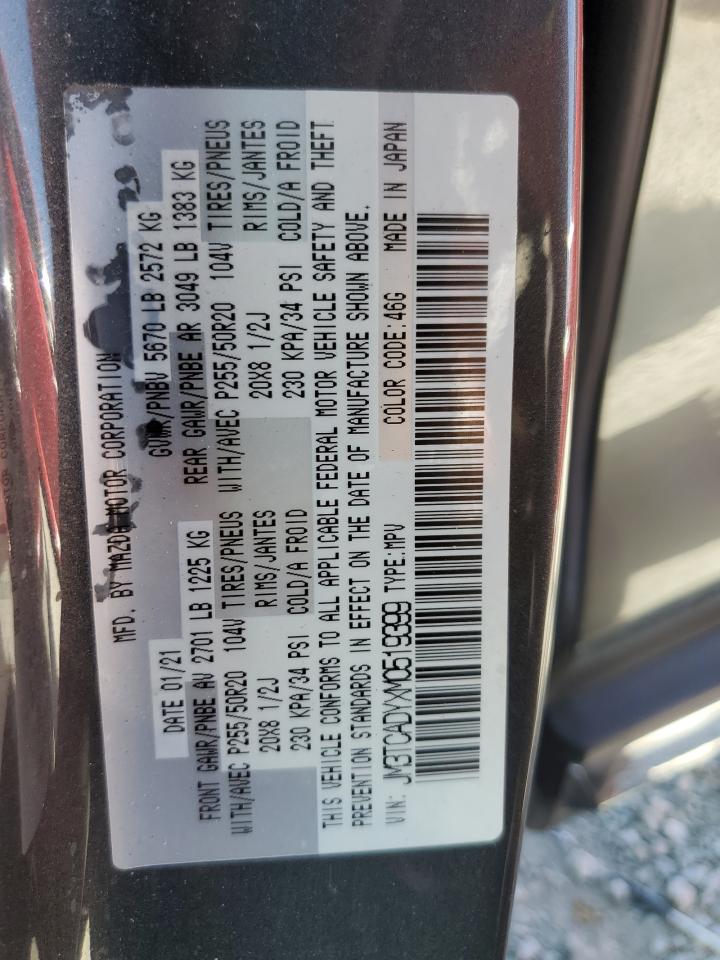 MFD. BY MAZDA MOTOR CORPORATION
DATE 01/21 GVWR/PNBV 5670 LB 2572 KG
FRONT GAWR/PNBE AV 2701 LB 1225 KG REAR GAWR/PNBE AR 3049 LB 1383 KG
WITH/AVEC P255/50R20 104V TIRES/PNEUS WITH/AVEC P255/50R20 104V TIRES/PNEUS
20X8 1/2J RIMS/JANTES 20X8 1/2J RIMS/JANTES
230 KPA/34 PSI COLD/A FROID 230 KPA/34 PSI COLD/A FROID
THIS VEHICLE CONFORMS TO ALL APPLICABLE FEDERAL MOTOR VEHICLE SAFETY AND THEFT
PREVENTION STANDARDS IN EFFECT ON THE DATE OF MANUFACTURE SHOWN ABOVE.
VIN: JM3TCADYXM0519399 TYPE:MPV COLOR CODE:46G MADE IN JAPAN